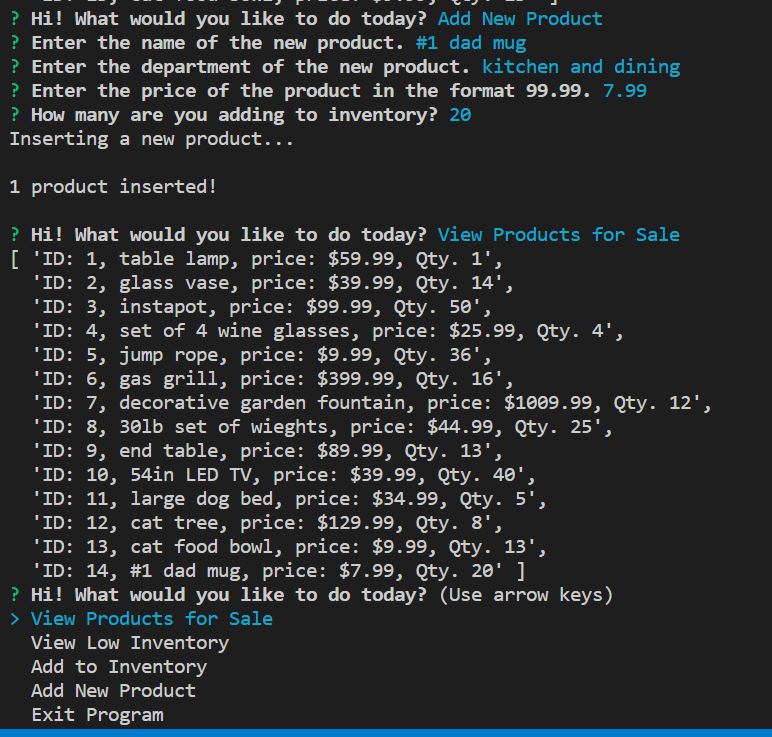 ? Hi! What would you like to do today? Add New Product
? Enter the name of the new product. #1 dad mug
? Enter the department of the new product. kitchen and dining
? Enter the price of the product in the format 99.99. 7.99
? How many are you adding to inventory? 20
Inserting a new product...
1 product inserted!
? Hi! What would you like to do today? View Products for Sale
[ 'ID: 1, table lamp, price: $59.99, Qty. 1',
'ID: 2, glass vase, price: $39.99, Qty. 14',
'ID: 3, instapot, price: $99.99, Qty. 50',
'ID: 4, set of 4 wine glasses, price: $25.99, Qty. 4',
'ID: 5, jump rope, price: $9.99, Qty. 36',
'ID: 6, gas grill, price: $399.99, Qty. 16',
'ID: 7, decorative garden fountain, price: $1009.99, Qty. 12',
'ID: 8, 30lb set of wieghts, price: $44.99, Qty. 25',
'ID: 9, end table, price: $89.99, Qty. 13',
'ID: 10, 54in LED TV, price: $39.99, Qty. 40',
'ID: 11, large dog bed, price: $34.99, Qty. 5',
'ID: 12, cat tree, price: $129.99, Qty. 8',
'ID: 13, cat food bowl, price: $9.99, Qty. 13',
'ID: 14, #1 dad mug, price: $7.99, Qty. 20' ]
? Hi! What would you like to do today? (Use arrow keys)
> View Products for Sale
View Low Inventory
Add to Inventory
Add New Product
Exit Program